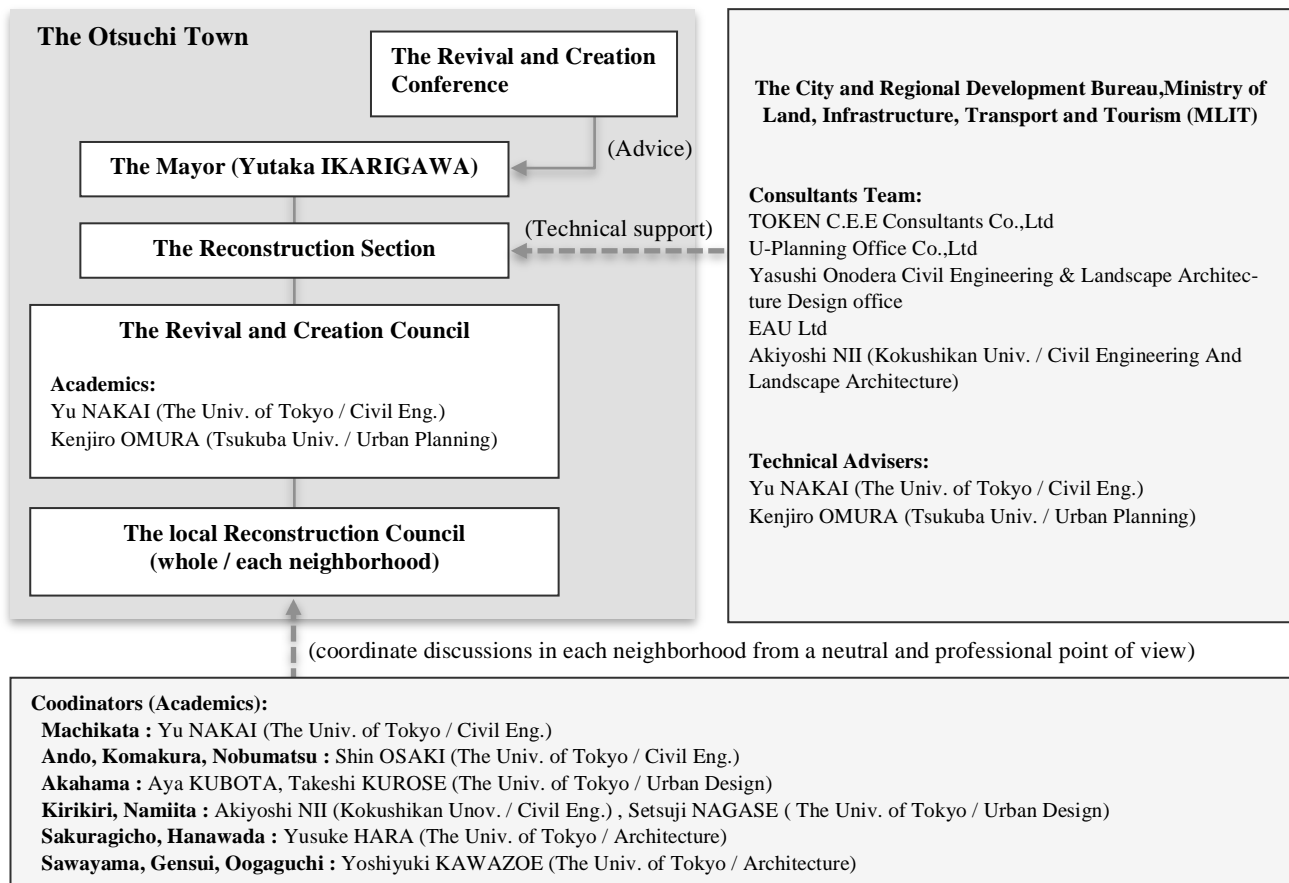 The Otsuchi Town
The Revival and Creation
Conference
(Advice)
The Mayor (Yutaka IKARIGAWA)
(Technical support)
The Reconstruction Section
The Revival and Creation Council
Academics:
Yu NAKAI (The Univ. of Tokyo / Civil Eng.)
Kenjiro OMURA (Tsukuba Univ. / Urban Planning)
The local Reconstruction Council
(whole / each neighborhood)
The City and Regional Development Bureau,Ministry of
Land, Infrastructure, Transport and Tourism (MLIT)
Consultants Team:
TOKEN C.E.E Consultants Co.,Ltd
U-Planning Office Co.,Ltd
Yasushi Onodera Civil Engineering & Landscape Architec-
ture Design office
EAU Ltd
Akiyoshi NII (Kokushikan Univ. / Civil Engineering And
Landscape Architecture)
Technical Advisers:
Yu NAKAI (The Univ. of Tokyo / Civil Eng.)
Kenjiro OMURA (Tsukuba Univ. / Urban Planning)
(coordinate discussions in each neighborhood from a neutral and professional point of view)
Coodinators (Academics):
Machikata : Yu NAKAI (The Univ. of Tokyo / Civil Eng.)
Ando, Komakura, Nobumatsu : Shin OSAKI (The Univ. of Tokyo / Civil Eng.)
Akahama : Aya KUBOTA, Takeshi KUROSE (The Univ. of Tokyo / Urban Design)
Kirikiri, Namiita : Akiyoshi NII (Kokushikan Unov. / Civil Eng.) , Setsuji NAGASE ( The Univ. of Tokyo / Urban Design)
Sakuragicho, Hanawada : Yusuke HARA (The Univ. of Tokyo / Architecture)
Sawayama, Gensui, Oogaguchi : Yoshiyuki KAWAZOE (The Univ. of Tokyo / Architecture)